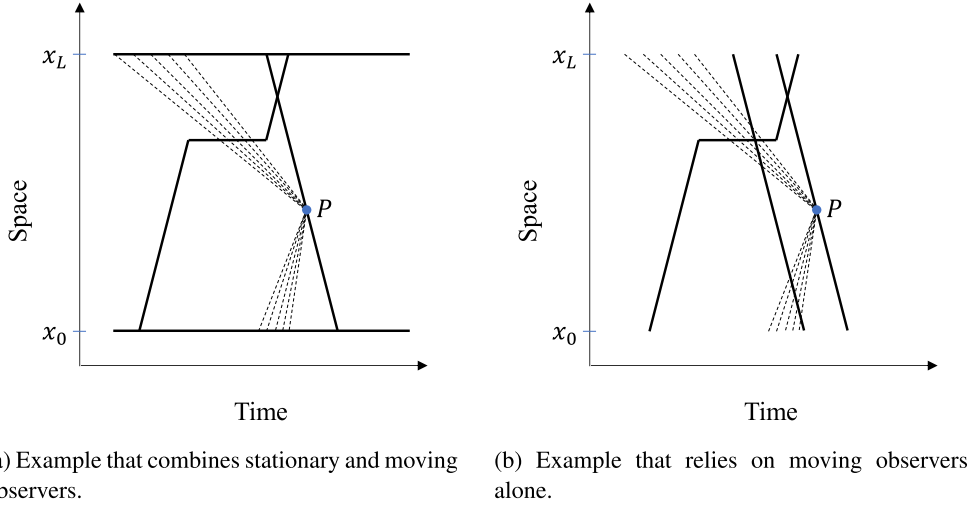 x_L
P
x_0
Space
Time
x_L
P
x_0
Space
Time
) Example that combines stationary and moving
bservers.
(b) Example that relies on moving observers
alone.